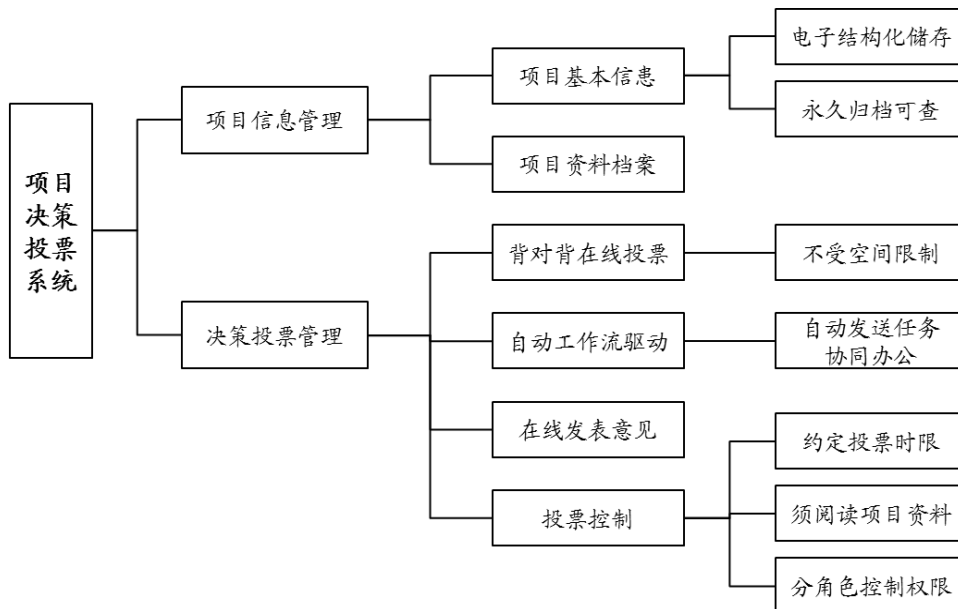 项目
决策
投票
系统
项目信息管理
决策投票管理
项目基本信患
项目资料档案
背对背在线投票
自动工作流驱动
在线发表意见
投票控制
电子结构化储存
永久归档可查
不受空间限制
自动发送任务
协同办公
约定投票时限
须阅读项目资料
分角色控制权限